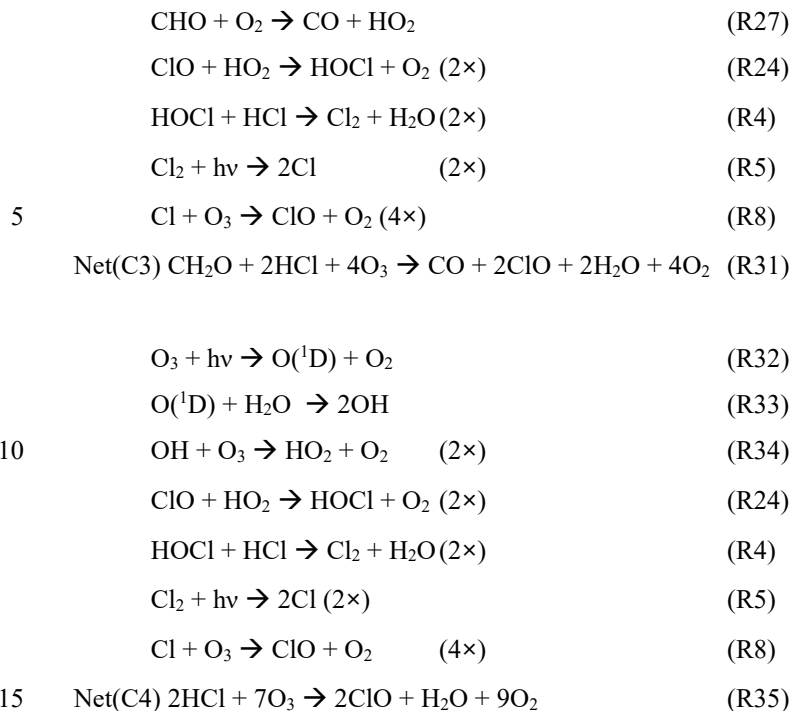 CHO + O₂ → CO + HO₂ (R27)
ClO + HO₂ → HOCl + O₂ (2×) (R24)
HOCl + HCl → Cl₂ + H₂O (2×) (R4)
Cl₂ + hν → 2Cl (2×) (R5)
5 Cl + O₃ → ClO + O₂ (4×) (R8)
Net(C3) CH₂O + 2HCl + 4O₃ → CO + 2ClO + 2H₂O + 4O₂ (R31)
O₃ + hν → O(¹D) + O₂ (R32)
O(¹D) + H₂O → 2OH (R33)
10 OH + O₃ → HO₂ + O₂ (2×) (R34)
ClO + HO₂ → HOCl + O₂ (2×) (R24)
HOCl + HCl → Cl₂ + H₂O (2×) (R4)
Cl₂ + hν → 2Cl (2×) (R5)
Cl + O₃ → ClO + O₂ (4×) (R8)
15 Net(C4) 2HCl + 7O₃ → 2ClO + H₂O + 9O₂ (R35)